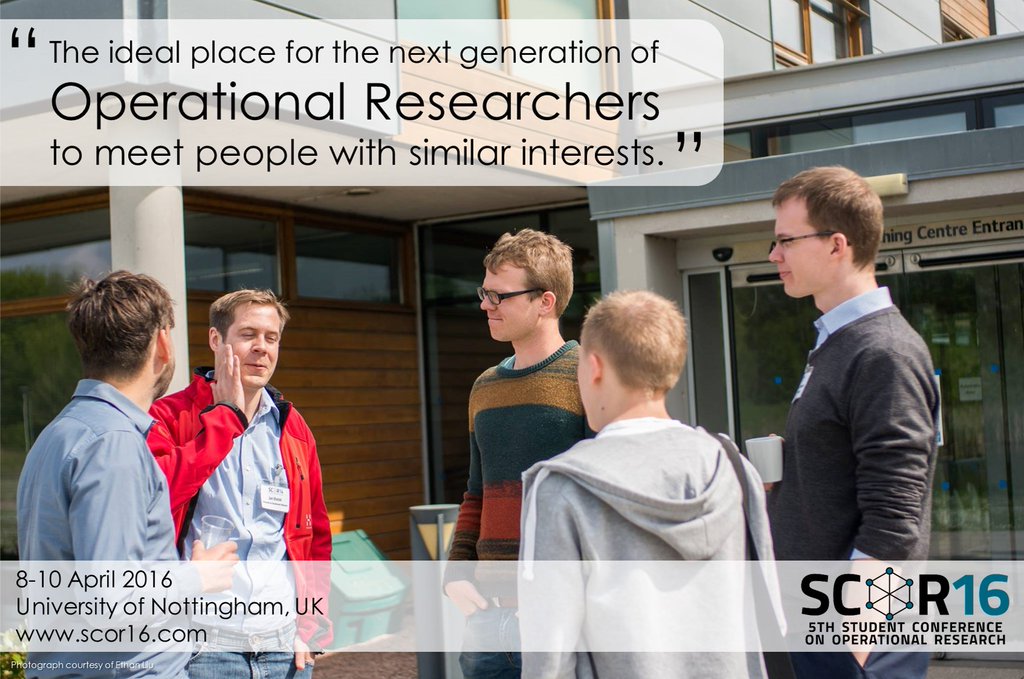 “ The ideal place for the next generation of
Operational Researchers
to meet people with similar interests. ”
ning Centre Entran
SCOR16
8-10 April 2016
University of Nottingham, UK
www.scor16.com
Photograph courtesy of Ethan Liu
SCOR16
5TH STUDENT CONFERENCE
ON OPERATIONAL RESEARCH